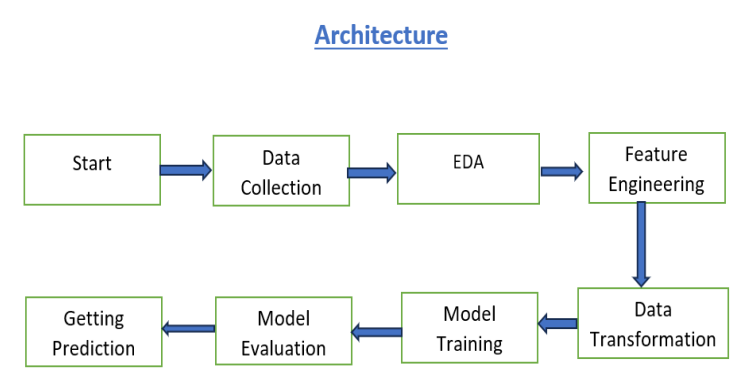 Architecture
Start
Data
Collection
EDA
Feature
Engineering
Data
Transformation
Model
Training
Model
Evaluation
Getting
Prediction